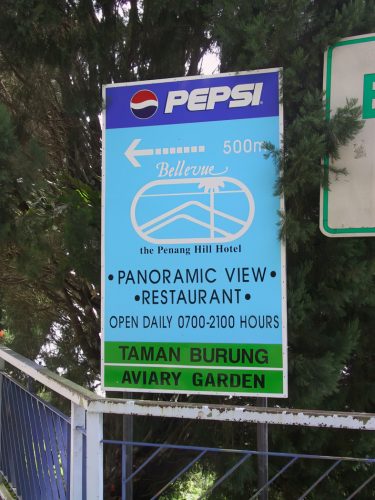 PEPSI
500m
Bellevue
the Penang Hill Hotel
• PANORAMIC VIEW •
• RESTAURANT •
OPEN DAILY 0700-2100 HOURS
TAMAN BURUNG
AVIARY GARDEN